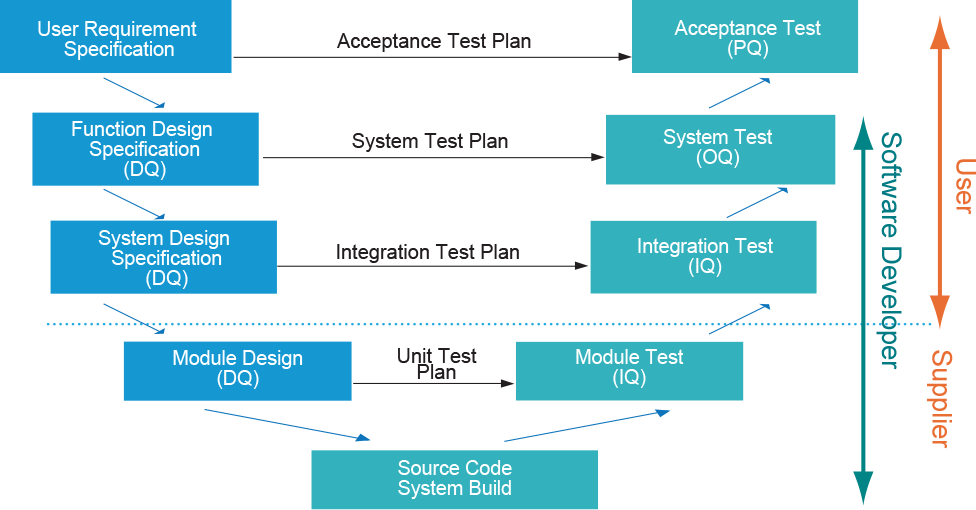 User Requirement
Specification
Acceptance Test Plan
Acceptance Test
(PQ)
Function Design
Specification
(DQ)
System Test Plan
System Test
(OQ)
System Design
Specification
(DQ)
Integration Test Plan
Integration Test
(IQ)
Module Design
(DQ)
Unit Test
Plan
Module Test
(IQ)
Source Code
System Build
Software Developer
User
Supplier